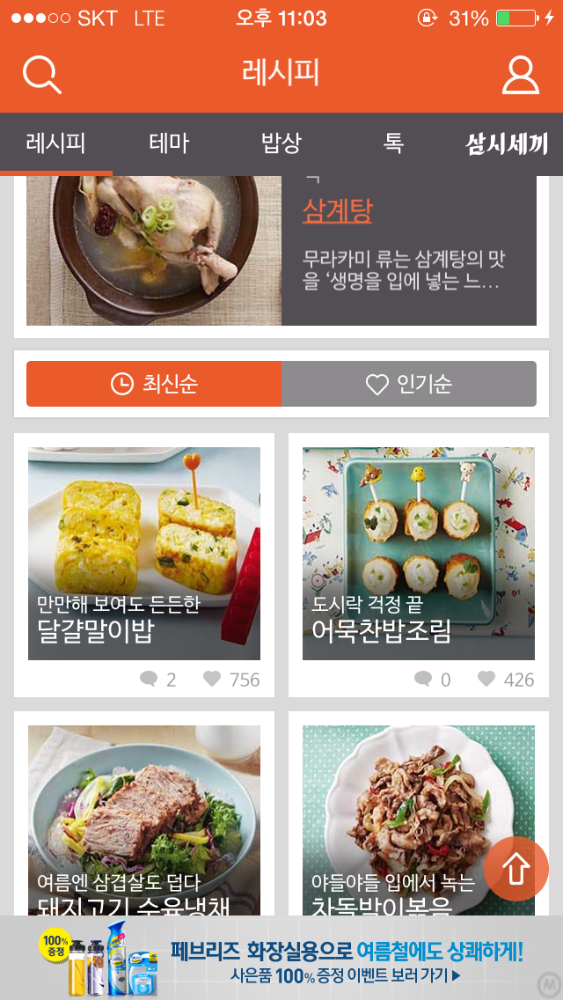 SKT LTE 오후 11:03 31%
레시피
레시피 테마 밥상 톡 삼시세끼
삼계탕
무라카미 류는 삼계탕의 맛
을 ‘생명을 입에 넣는 느...
최신순 인기순
만만해 보여도 든든한
달걀말이밥
2 756
도시락 걱정 끝
어묵찬밥조림
0 426
여름엔 삼겹살도 덥다
돼지고기 수육냉채
야들야들 입에서 녹는
차돌박이볶음
100%
증정
페브리즈 화장실용으로 여름철에도 상쾌하게!
사은품 100%증정 이벤트 보러 가기▶
M